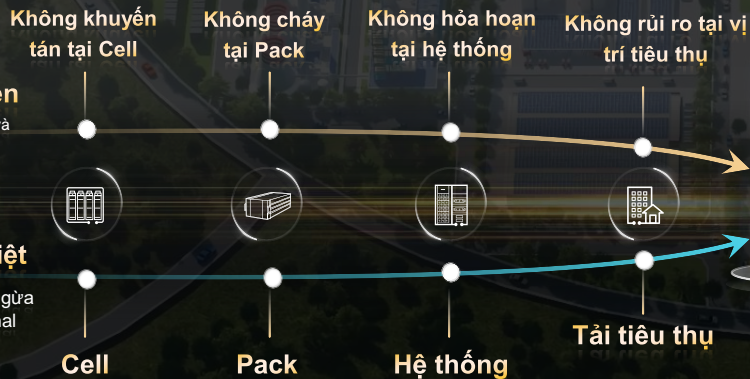 Không khuyến
tán tại Cell
Không cháy
tại Pack
Không hỏa hoạn
tại hệ thống
Không rủi ro tại vị
trí tiêu thụ
Cell
Pack
Hệ thống
Tải tiêu thụ